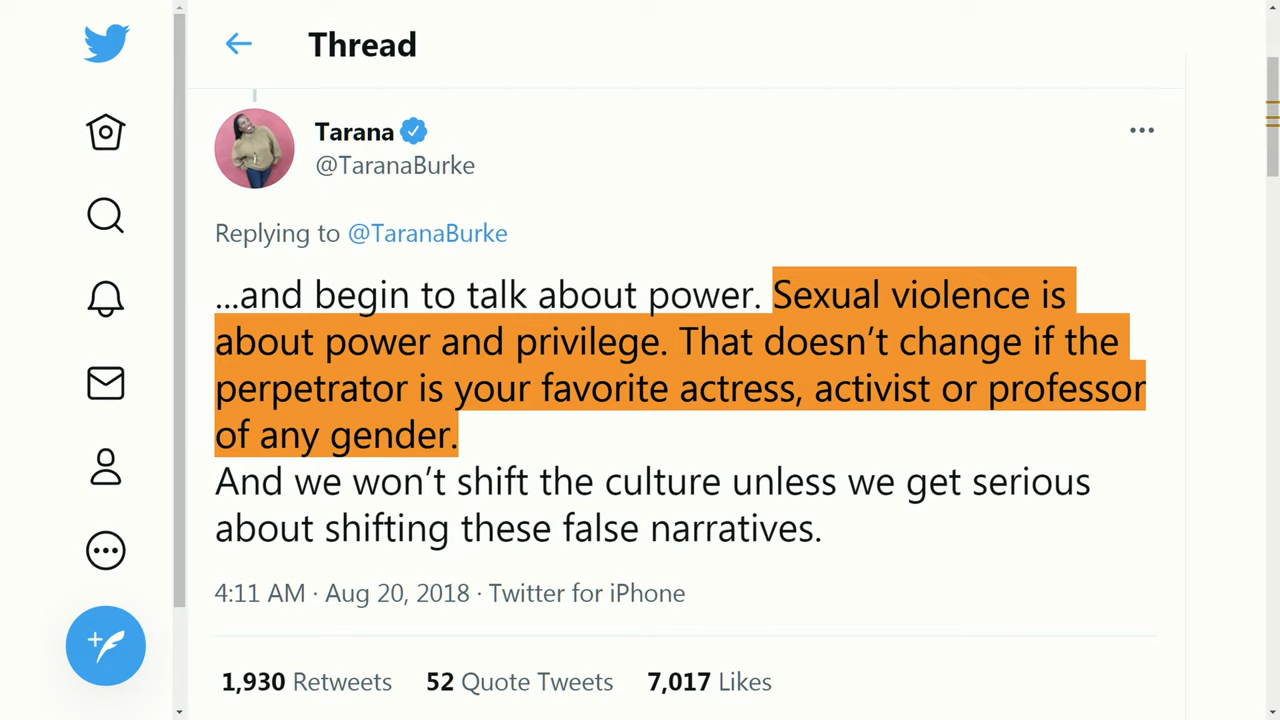 Thread
Tarana
@TaranaBurke
Replying to @TaranaBurke
...and begin to talk about power. Sexual violence is
about power and privilege. That doesn’t change if the
perpetrator is your favorite actress, activist or professor
of any gender.
And we won’t shift the culture unless we get serious
about shifting these false narratives.
4:11 AM · Aug 20, 2018 · Twitter for iPhone
1,930 Retweets 52 Quote Tweets 7,017 Likes